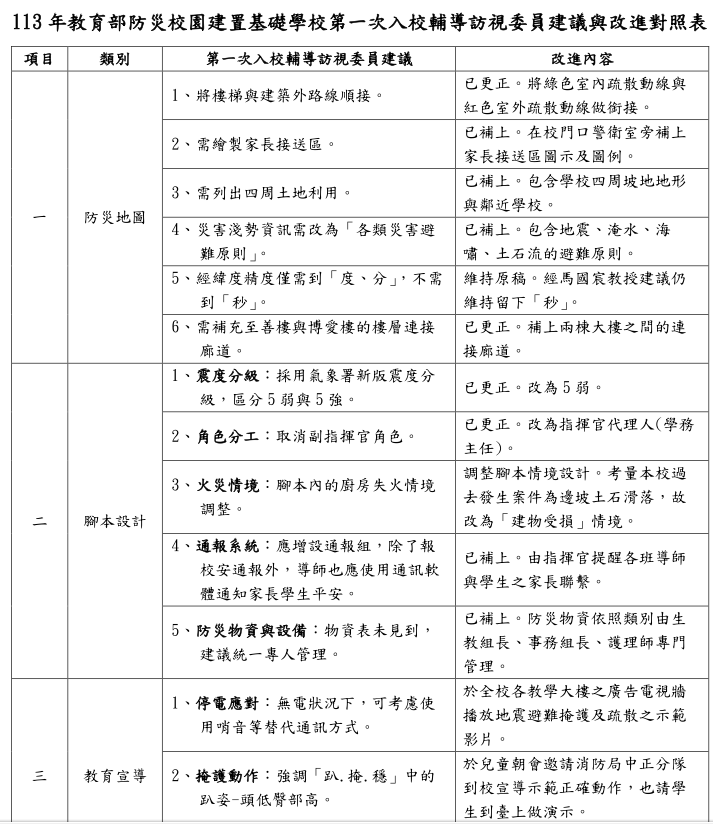 113 年教育部防災校園建置基礎學校第一次入校輔導訪視委員建議與改進對照表
項目 類別 第一次入校輔導訪視委員建議 改進內容
一 防災地圖
1、將樓梯與建築外路線順接。
已更正。將綠色室內疏散動線與
紅色室外疏散動線做銜接。
2、需繪製家長接送區。
已補上。在校門口警衛室旁補上
家長接送區圖示及圖例。
3、需列出四周土地利用。
已補上。包含學校四周坡地地形
與鄰近學校。
4、災害淺勢資訊需改為「各類災害避
難原則」。
已補上。包含地震、淹水、海
嘯、土石流的避難原則。
5、經緯度精度僅需到「度、分」，不需
到「秒」。
維持原稿。經馬國宸教授建議仍
維持留下「秒」。
6、需補充至善樓與博愛樓的樓層連接
廊道。
已更正。補上兩棟大樓之間的連
接廊道。
二 腳本設計
1、震度分級：採用氣象署新版震度分
級，區分 5 弱與 5 強。
已更正。改為 5 弱。
2、角色分工：取消副指揮官角色。
已更正。改為指揮官代理人(學務
主任)。
3、火災情境：腳本內的廚房失火情境
調整。
調整腳本情境設計。考量本校過
去發生案件為邊坡土石滑落，故
改為「建物受損」情境。
4、通報系統：應增設通報組，除了報
校安通報外，導師也應使用通訊軟
體通知家長學生平安。
已補上。由指揮官提醒各班導師
與學生之家長聯繫。
5、防災物資與設備：物資表未見到，
建議統一專人管理。
已補上。防災物資依照類別由生
教組長、事務組長、護理師專門
管理。
三 教育宣導
1、停電應對：無電狀況下，可考慮使
用哨音等替代通訊方式。
於全校各教學大樓之廣告電視牆
播放地震避難掩護及疏散之示範
影片。
2、掩護動作：強調「趴.掩.穩」中的
趴姿-頭低臀部高。
於兒童朝會邀請消防局中正分隊
到校宣導示範正確動作，也請學
生到臺上做演示。